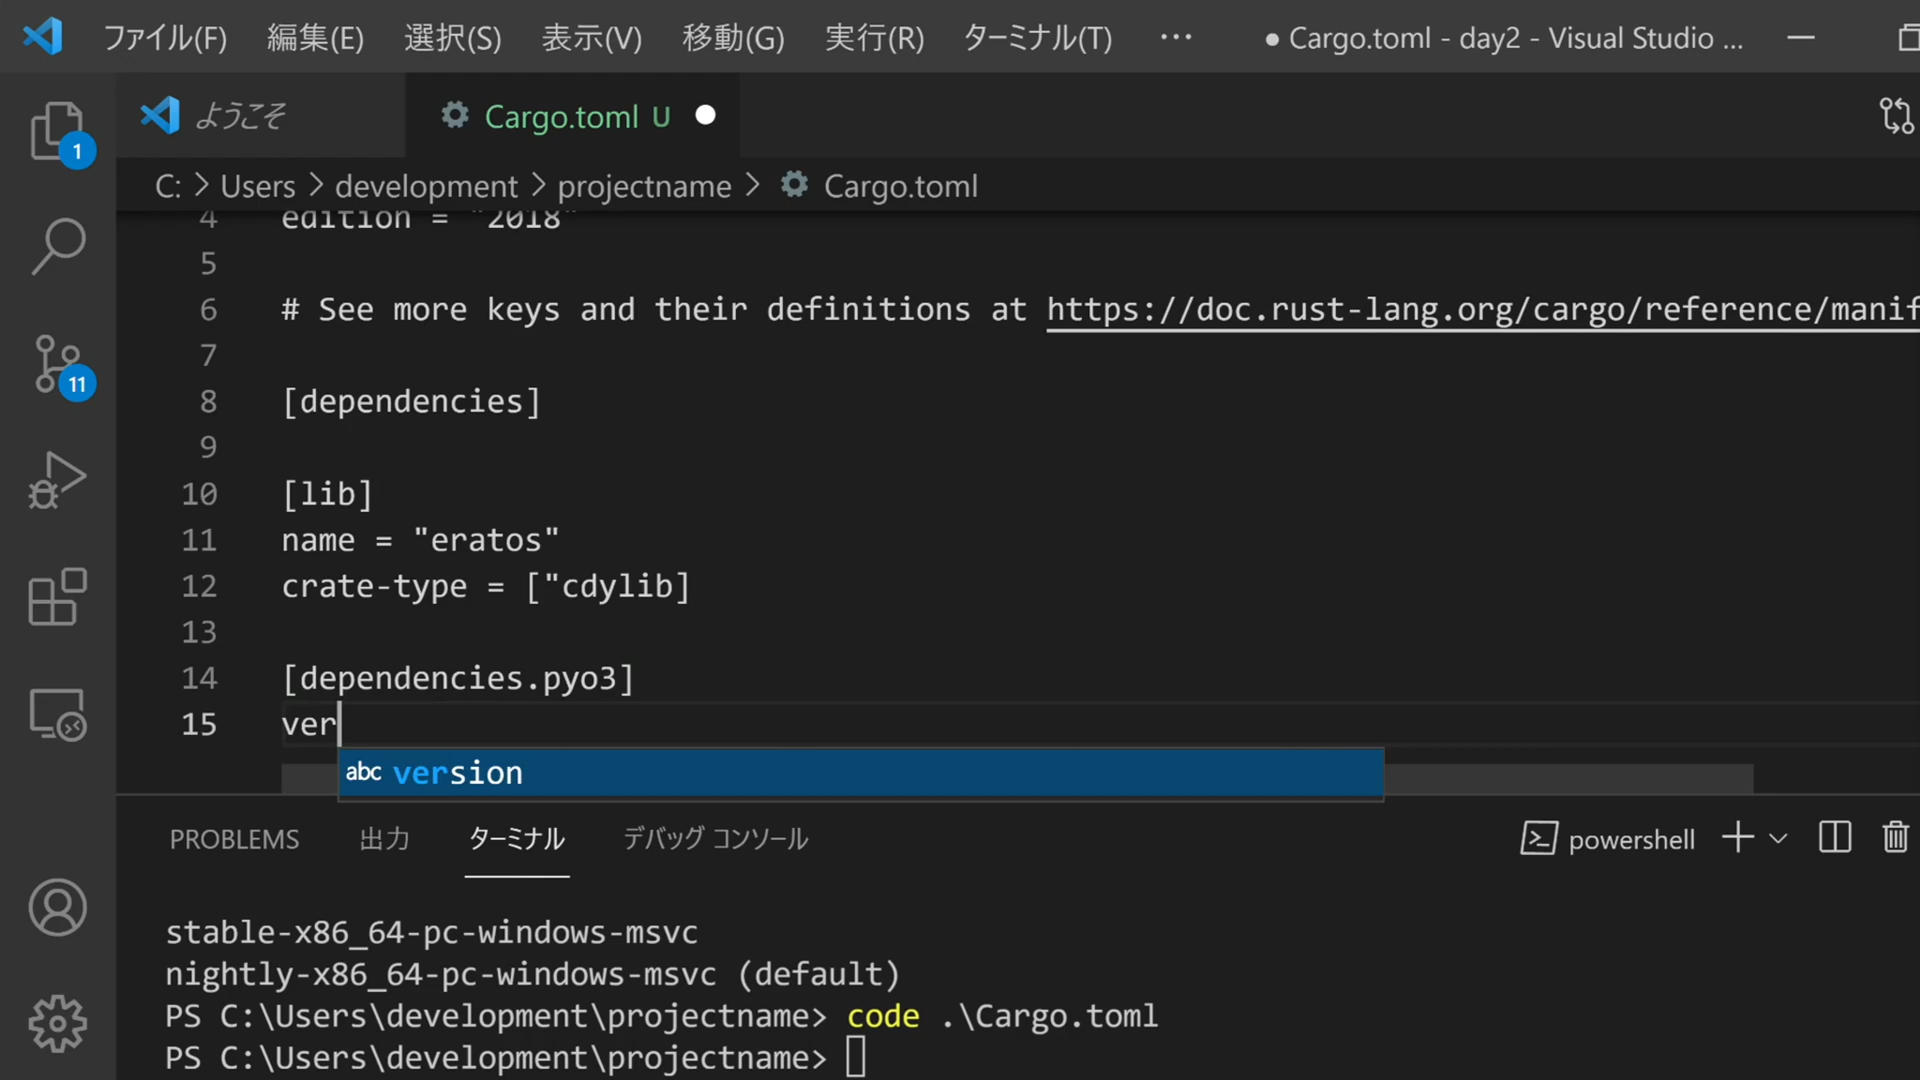 ファイル(F) 編集(E) 選択(S) 表示(V) 移動(G) 実行(R) ターミナル(T) ··· ● Cargo.toml - day2 - Visual Studio ...
ようこそ Cargo.toml U ●
1
C: > Users > development > projectname > Cargo.toml
4 edition = "2018"
5
6 # See more keys and their definitions at https://doc.rust-lang.org/cargo/reference/manif
7
11
8 [dependencies]
9
10 [lib]
11 name = "eratos"
12 crate-type = ["cdylib]
13
14 [dependencies.pyo3]
15 ver
abc version
PROBLEMS 出力 ターミナル デバッグ コンソール powershell
stable-x86_64-pc-windows-msvc
nightly-x86_64-pc-windows-msvc (default)
PS C:\Users\development\projectname> code .\Cargo.toml
PS C:\Users\development\projectname>